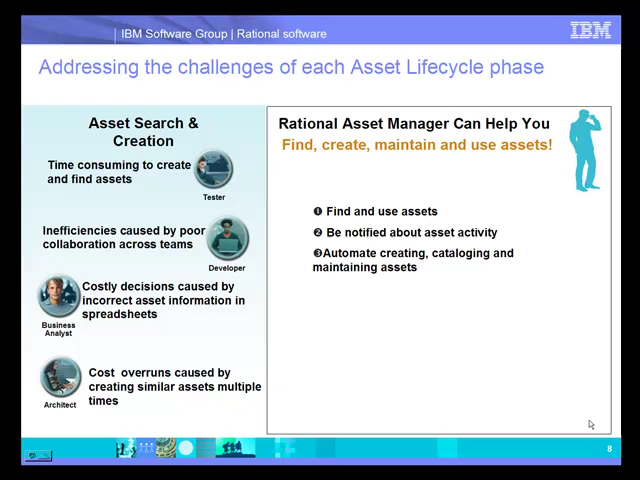 IBM Software Group | Rational software
IBM
Addressing the challenges of each Asset Lifecycle phase
Asset Search &
Creation
Time consuming to create
and find assets
Tester
Inefficiencies caused by poor
collaboration across teams
Developer
Costly decisions caused by
incorrect asset information in
spreadsheets
Business
Analyst
Cost overruns caused by
creating similar assets multiple
times
Architect
Rational Asset Manager Can Help You
Find, create, maintain and use assets!
❶ Find and use assets
❷ Be notified about asset activity
❸Automate creating, cataloging and
maintaining assets
8